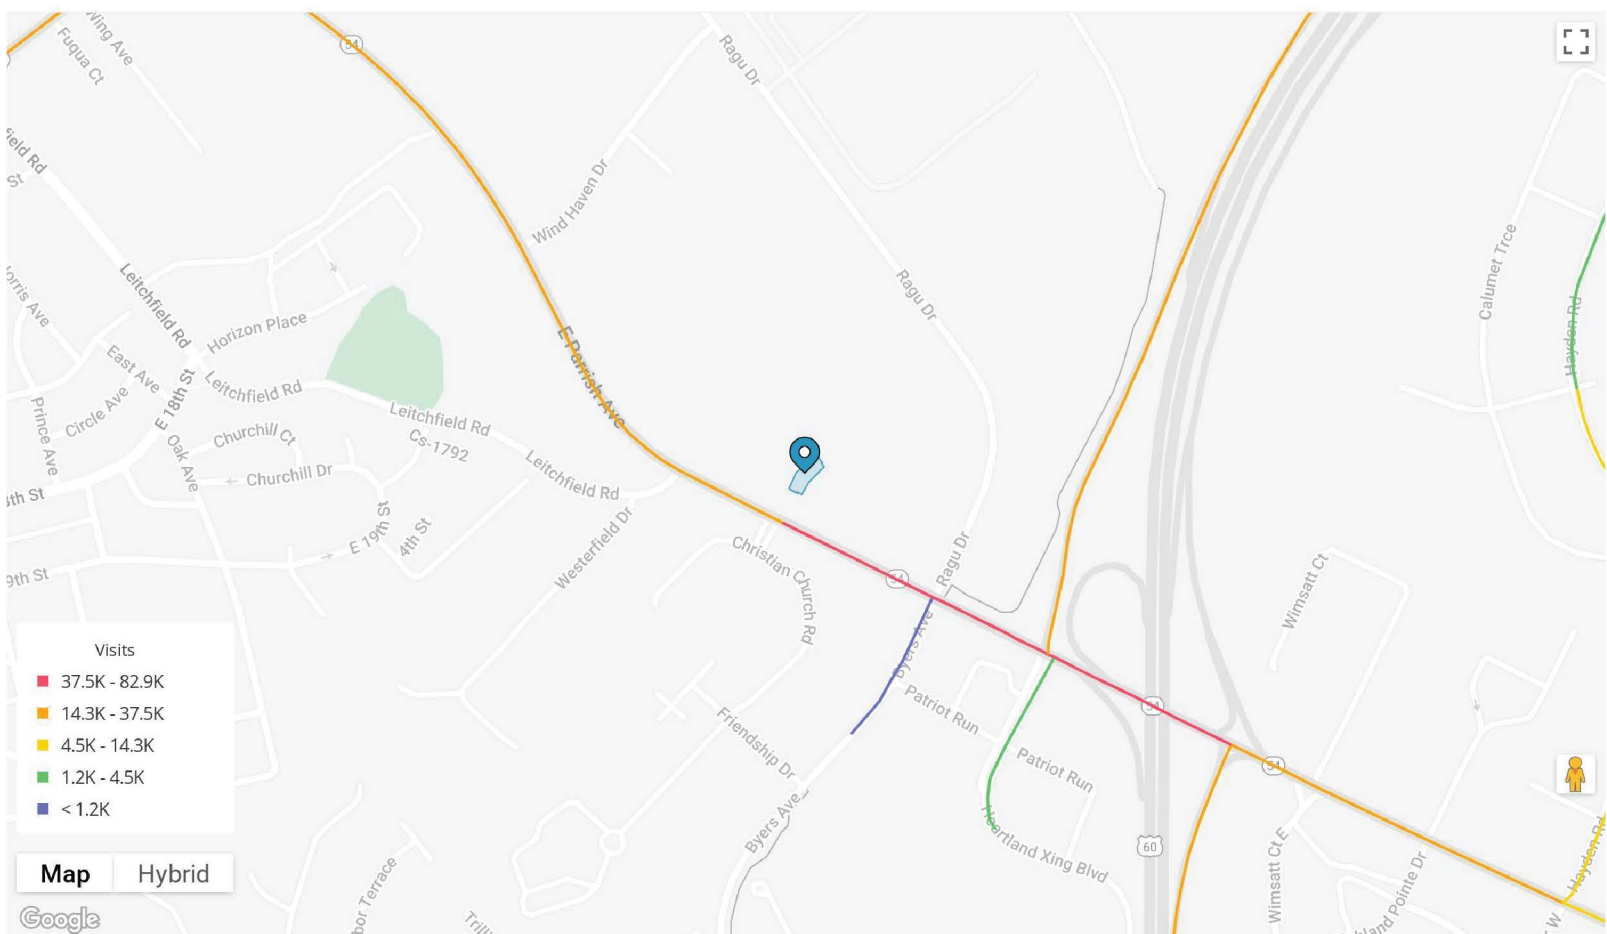 Wing Ave
Fuqua Ct
54
Ragu Dr
Wind Haven Dr
St
Leitchfield Rd
Horizon Place
East Ave
Circle Ave
Prince Ave
E 18th St
Oak Ave
Leitchfield Rd
Churchill Ct
Churchill Dr
Leitchfield Rd
Cs-1792
E 19th St
4th St
E Parrish Ave
Leitchfield Rd
Westerfield Dr
Ragu Dr
Calumet Trce
Hayden Rd
Christian Church Rd
54
Ragu Dr
Byers Ave
Patriot Run
Friendship Dr
Byers Ave
Patriot Run
Heartland Xing Blvd
54
54
60
Wimsatt Ct
Wimsatt Ct E
Hayden Rd
W
Visits
37.5K - 82.9K
14.3K - 37.5K
4.5K - 14.3K
1.2K - 4.5K
< 1.2K
Map
Hybrid
Google